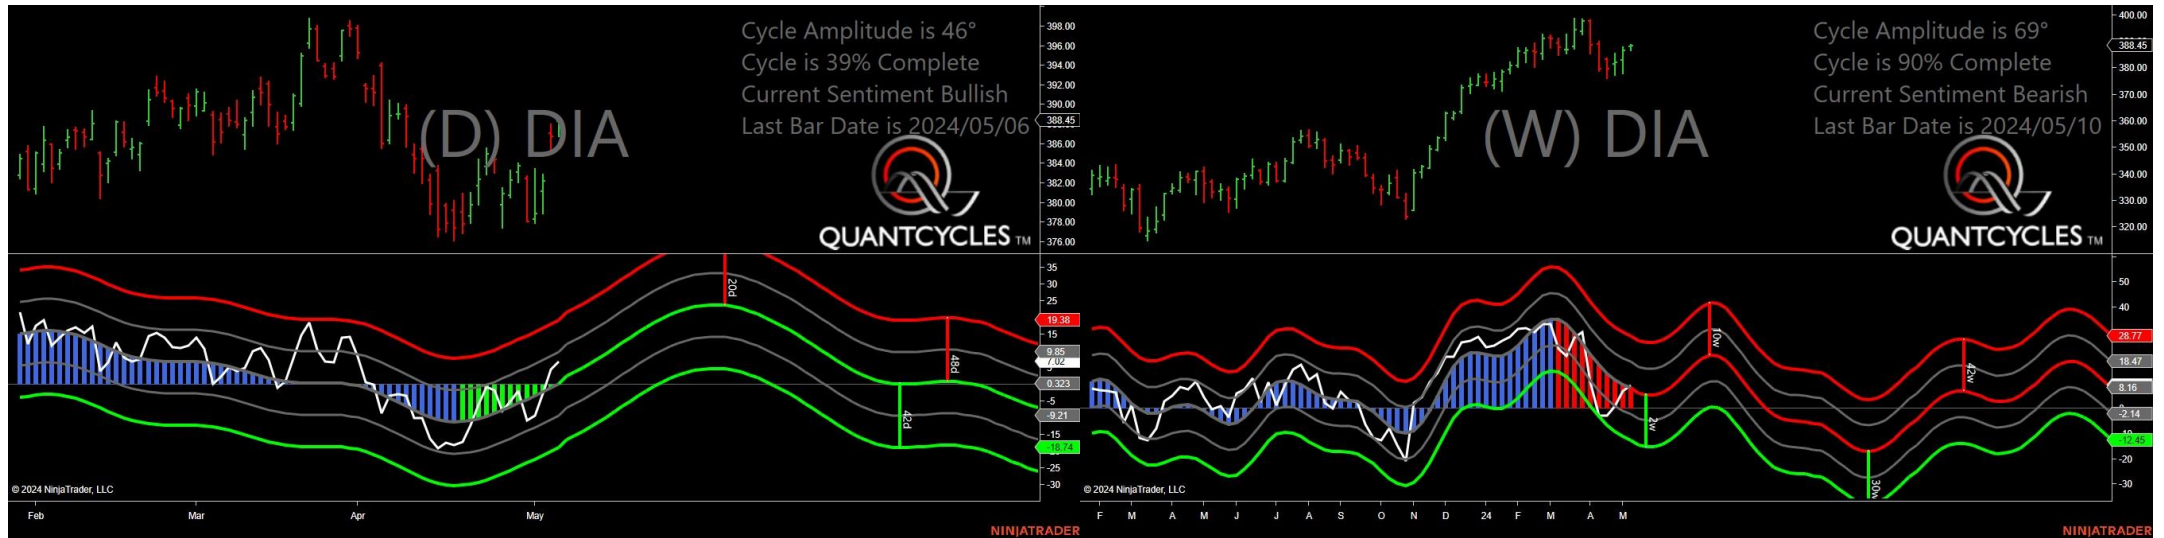 Cycle Amplitude is 46°
Cycle is 39% Complete
Current Sentiment Bullish
Last Bar Date is 2024/05/06
(D) DIA
QUANTCYCLES TM
398.00
396.00
394.00
392.00
390.00
388.45
386.00
384.00
382.00
380.00
378.00
376.00
35
30
25
20d
19.38
15
9.85
7.02
48d
0.323
-5
-9.21
42d
-15
-18.74
-25
-30
© 2024 NinjaTrader, LLC
Feb Mar Apr May
NINJATRADER
Cycle Amplitude is 69°
Cycle is 90% Complete
Current Sentiment Bearish
Last Bar Date is 2024/05/10
(W) DIA
QUANTCYCLES TM
400.00
388.45
380.00
370.00
360.00
350.00
340.00
330.00
320.00
50
40
10w
28.77
18.47
42w
8.16
-2.14
2w
-12.45
-20
30w
-30
© 2024 NinjaTrader, LLC
F M A M J J A S O N D 24 F M A M
NINJATRADER